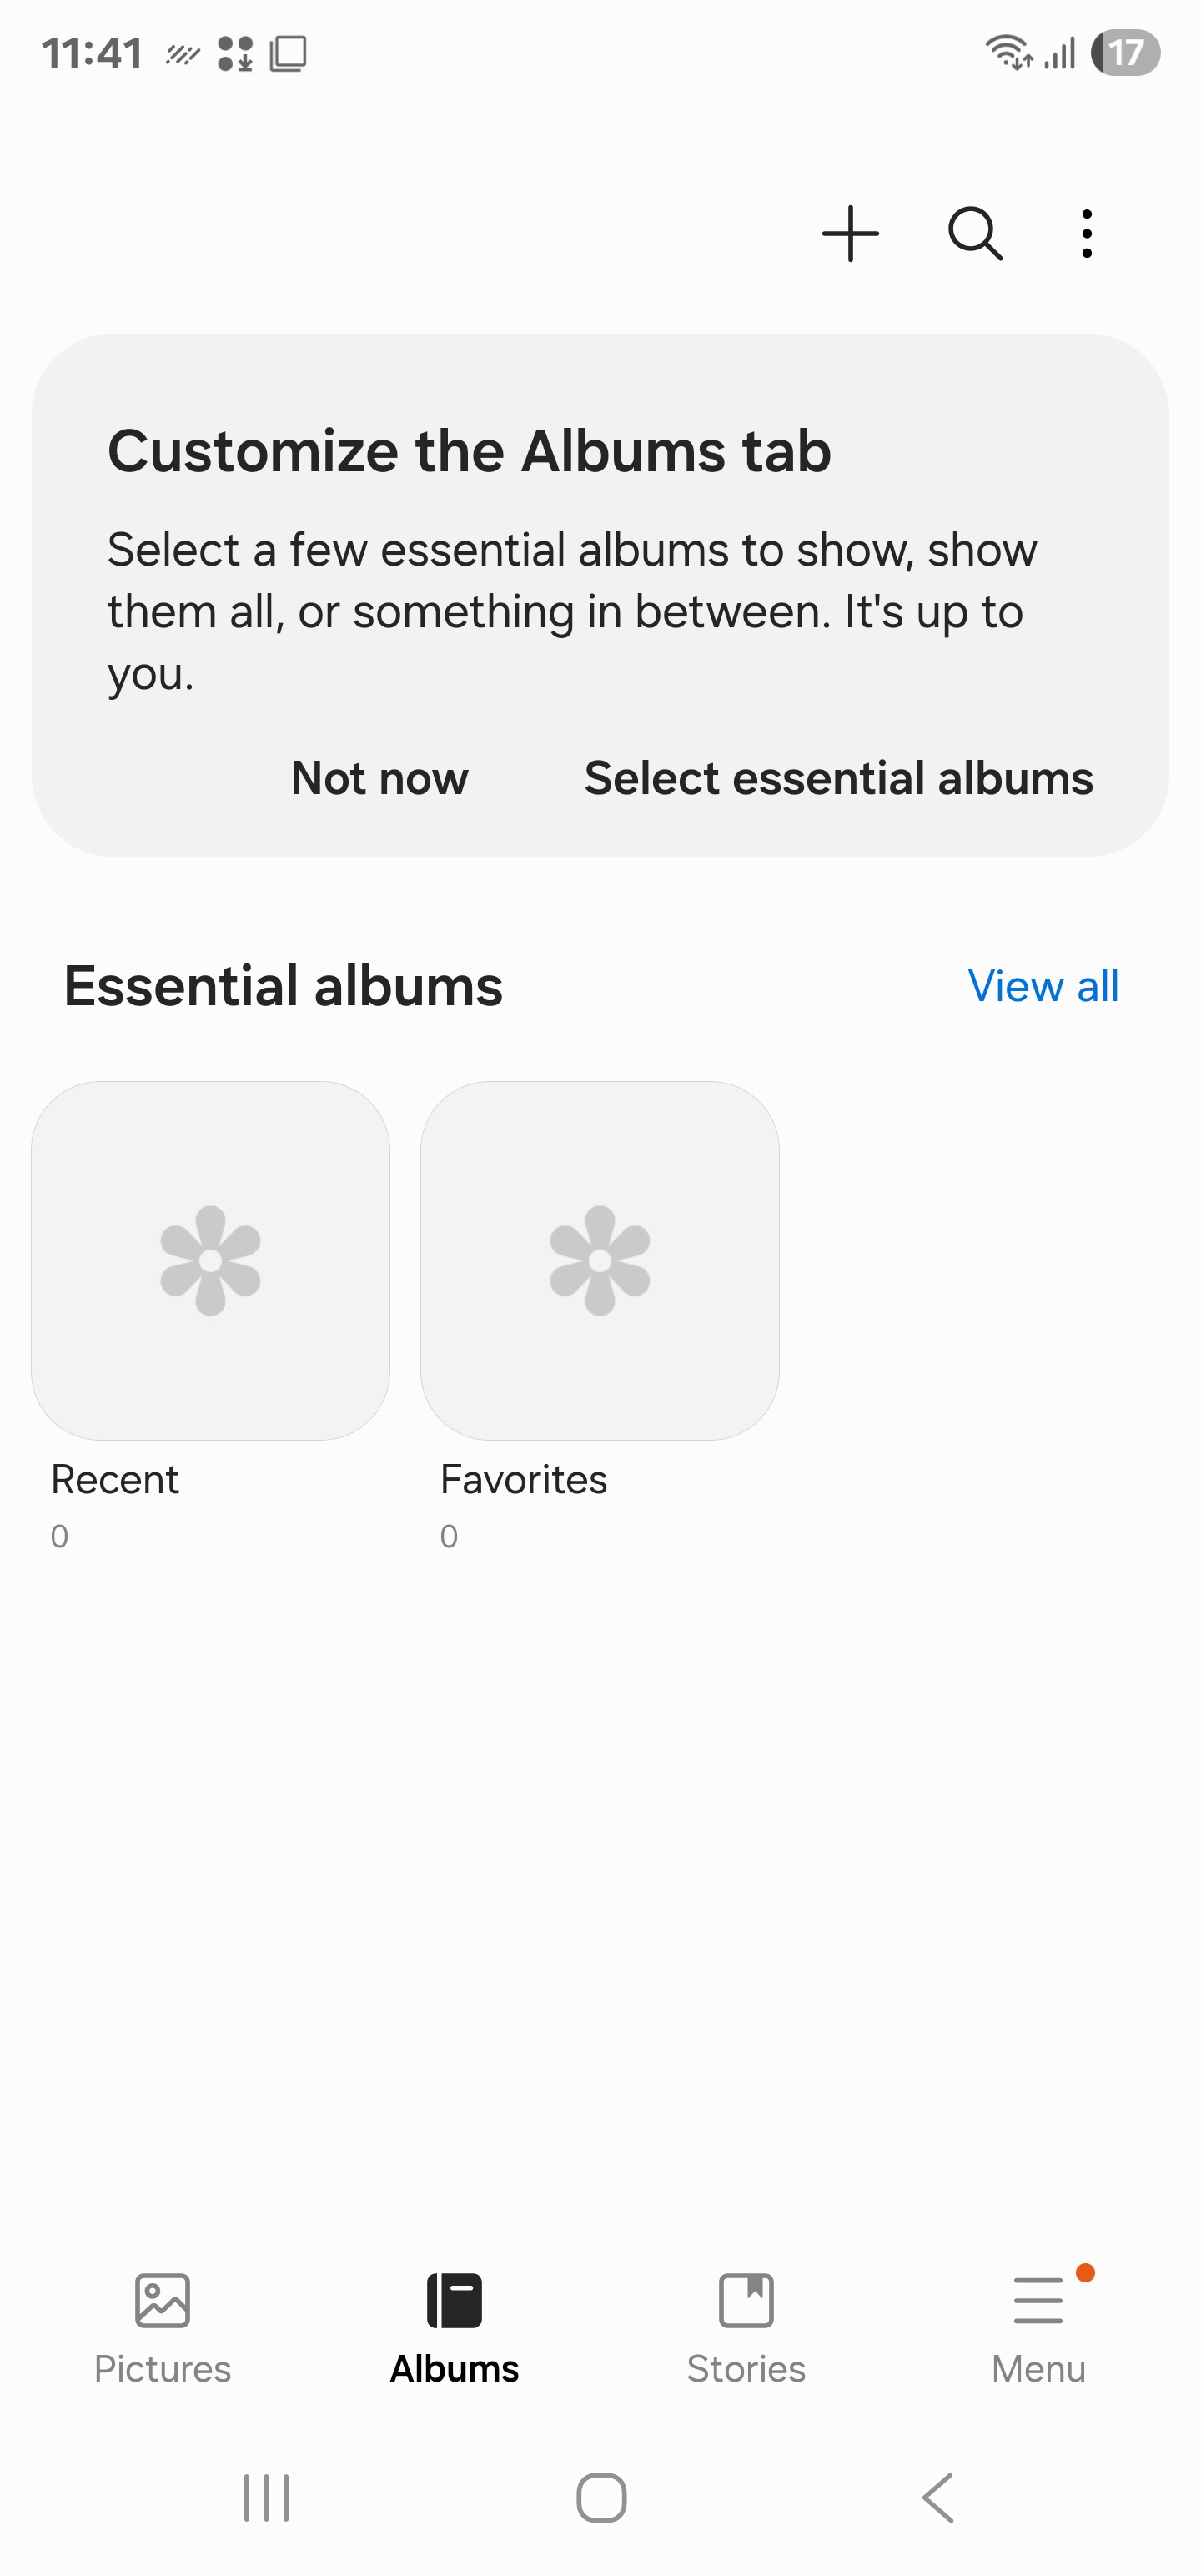 11:41
17
Customize the Albums tab
Select a few essential albums to show, show
them all, or something in between. It's up to
you.
Not now Select essential albums
Essential albums View all
Recent Favorites
0 0
Pictures Albums Stories Menu